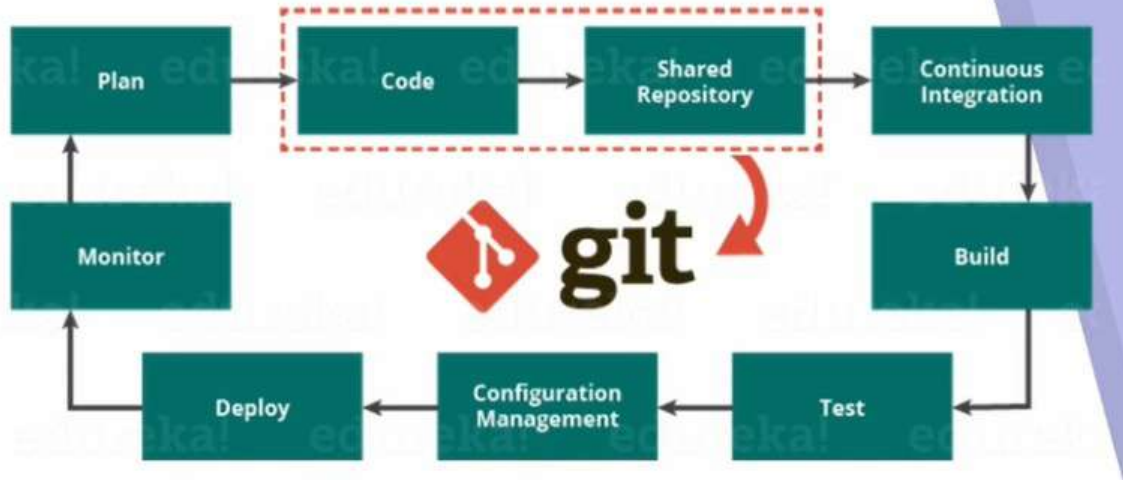 Plan
Code
Shared
Repository
Continuous
Integration
Monitor
git
Build
Deploy
Configuration
Management
Test